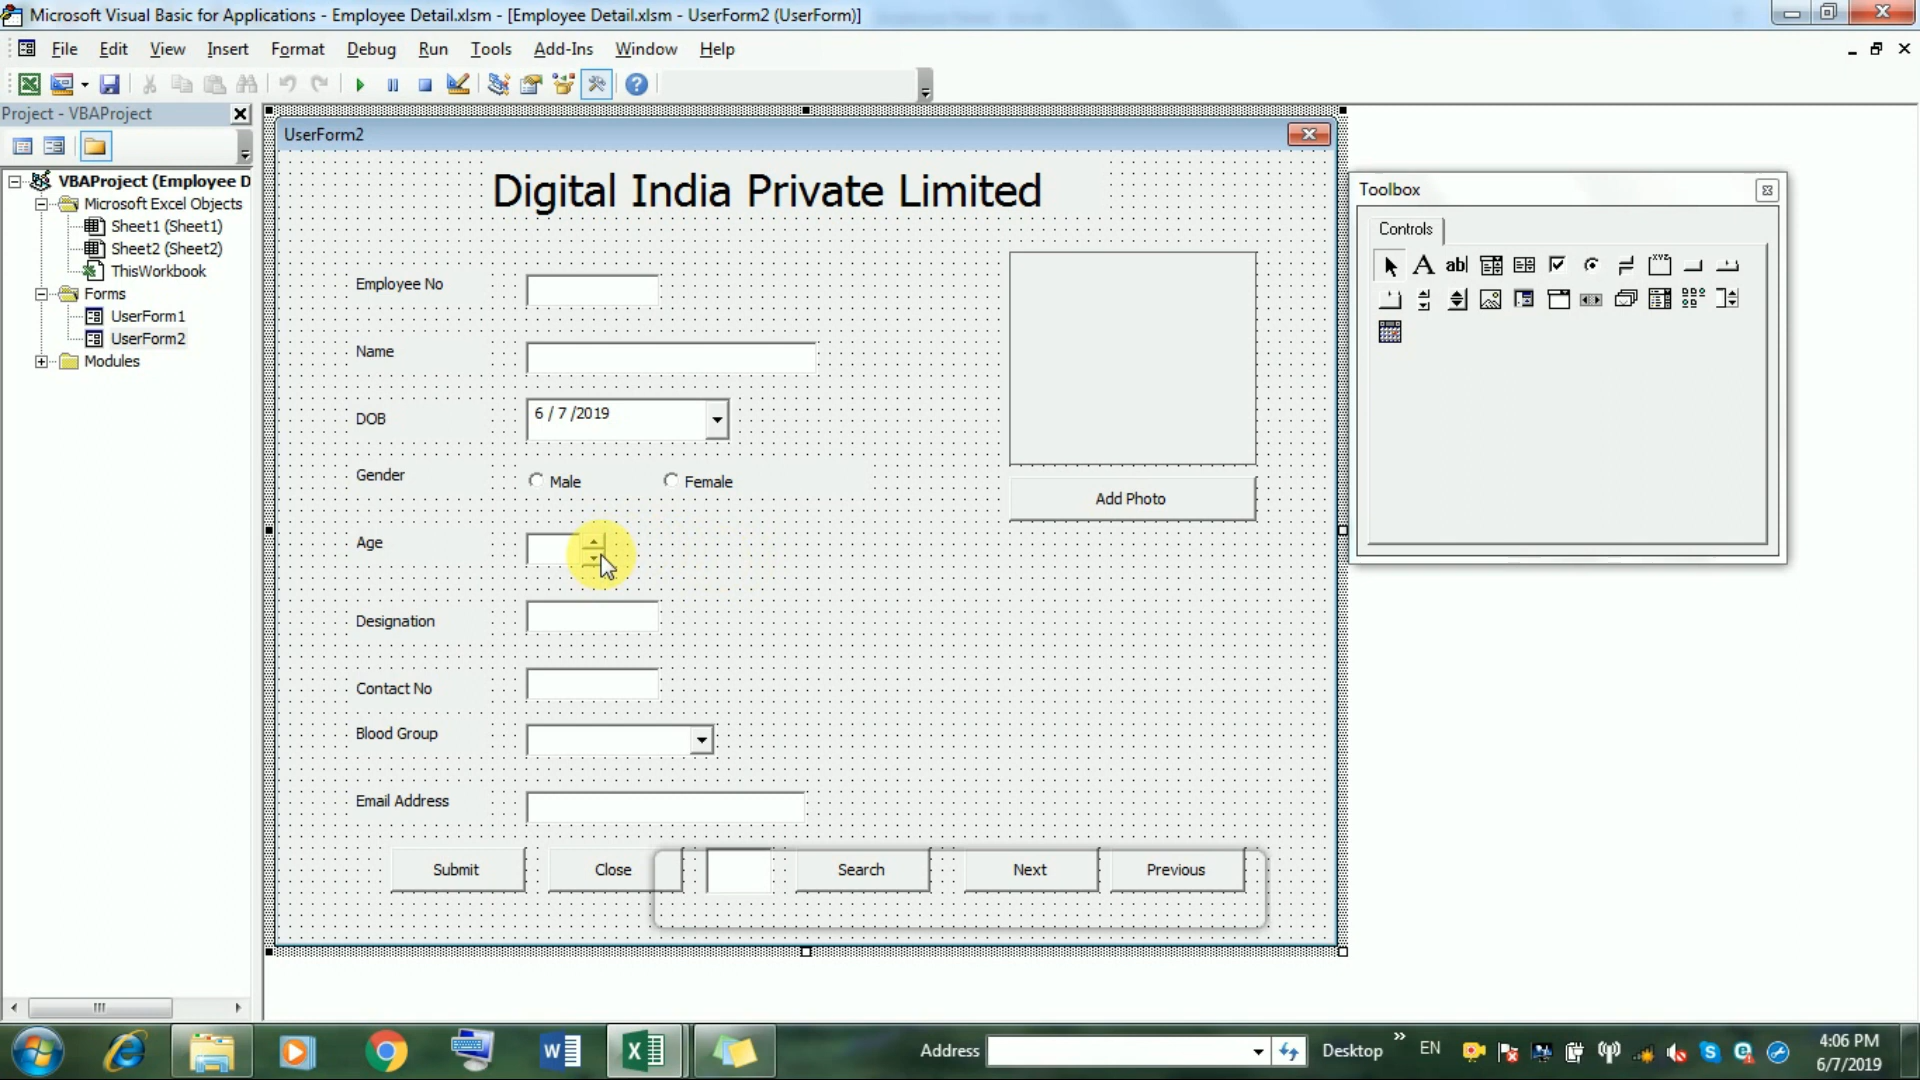 Microsoft Visual Basic for Applications - Employee Detail.xlsm - [Employee Detail.xlsm - UserForm2 (UserForm)]
File Edit View Insert Format Debug Run Tools Add-Ins Window Help
Project - VBAProject
VBAProject (Employee D
Microsoft Excel Objects
Sheet1 (Sheet1)
Sheet2 (Sheet2)
ThisWorkbook
Forms
UserForm1
UserForm2
Modules
UserForm2
Digital India Private Limited
Employee No
Name
DOB
6 / 7 /2019
Gender
Male
Female
Age
Designation
Contact No
Blood Group
Email Address
Add Photo
Submit
Close
Search
Next
Previous
Toolbox
Controls
A
abl
XYZ
Address
Desktop
EN
4:06 PM
6/7/2019